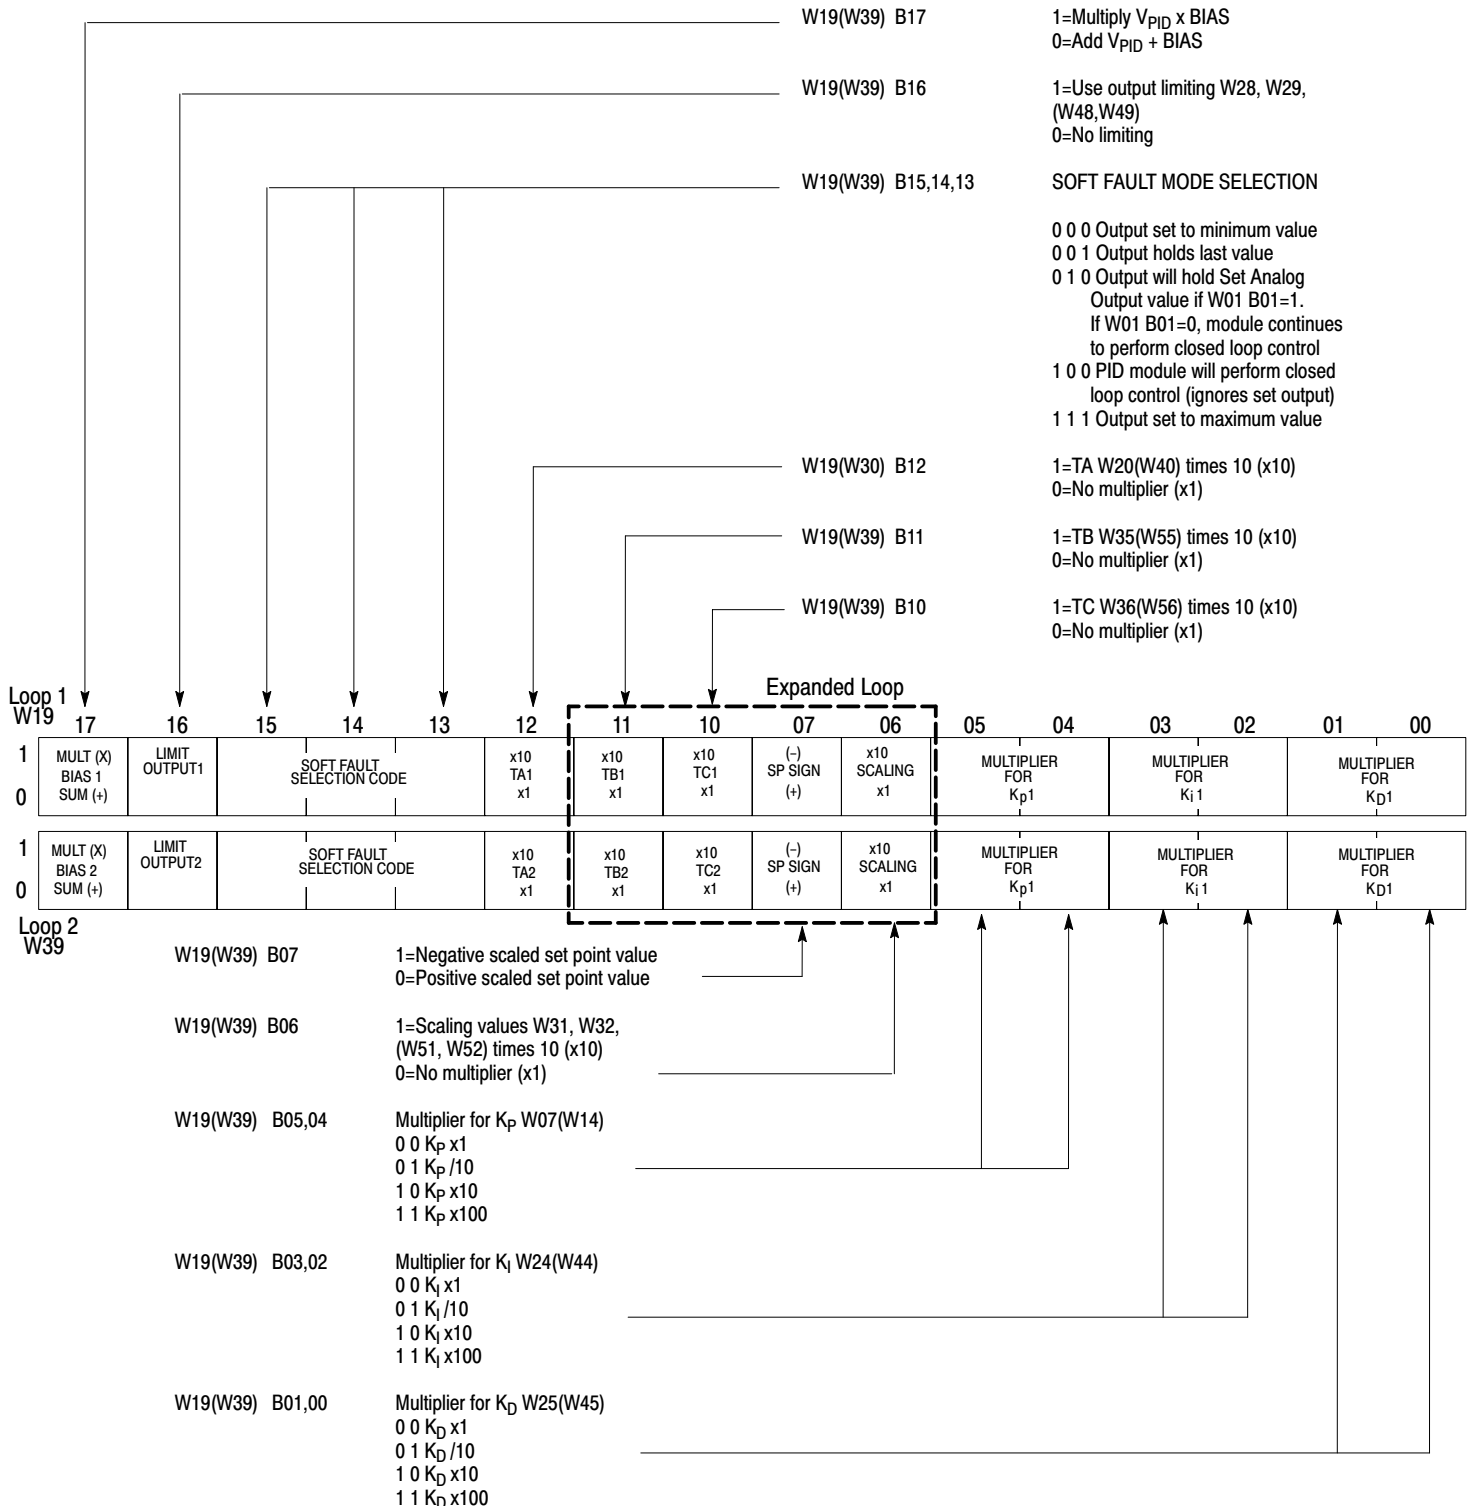 W19(W39) B17 1=Multiply VPID x BIAS
0=Add VPID + BIAS
W19(W39) B16 1=Use output limiting W28, W29,
(W48,W49)
0=No limiting
W19(W39) B15,14,13 SOFT FAULT MODE SELECTION
0 0 0 Output set to minimum value
0 0 1 Output holds last value
0 1 0 Output will hold Set Analog
Output value if W01 B01=1.
If W01 B01=0, module continues
to perform closed loop control
1 0 0 PID module will perform closed
loop control (ignores set output)
1 1 1 Output set to maximum value
W19(W30) B12 1=TA W20(W40) times 10 (x10)
0=No multiplier (x1)
W19(W39) B11 1=TB W35(W55) times 10 (x10)
0=No multiplier (x1)
W19(W39) B10 1=TC W36(W56) times 10 (x10)
0=No multiplier (x1)
Expanded Loop
Loop 1
W19 17 16 15 14 13 12 11 10 07 06 05 04 03 02 01 00
1 MULT (X) LIMIT SOFT FAULT x10 x10 x10 (–) x10 MULTIPLIER MULTIPLIER MULTIPLIER
BIAS 1 OUTPUT1 SELECTION CODE TA1 TB1 TC1 SP SIGN SCALING FOR FOR FOR
0 SUM (+) x1 x1 x1 (+) x1 Kp1 Ki 1 KD1
1 MULT (X) LIMIT SOFT FAULT x10 x10 x10 (–) x10 MULTIPLIER MULTIPLIER MULTIPLIER
BIAS 2 OUTPUT2 SELECTION CODE TA2 TB2 TC2 SP SIGN SCALING FOR FOR FOR
0 SUM (+) x1 x1 x1 (+) x1 Kp1 Ki 1 KD1
Loop 2
W39
W19(W39) B07 1=Negative scaled set point value
0=Positive scaled set point value
W19(W39) B06 1=Scaling values W31, W32,
(W51, W52) times 10 (x10)
0=No multiplier (x1)
W19(W39) B05,04 Multiplier for KP W07(W14)
0 0 KP x1
0 1 KP /10
1 0 KP x10
1 1 KP x100
W19(W39) B03,02 Multiplier for KI W24(W44)
0 0 KI x1
0 1 KI /10
1 0 KI x10
1 1 KI x100
W19(W39) B01,00 Multiplier for KD W25(W45)
0 0 KD x1
0 1 KD /10
1 0 KD x10
1 1 KD x100